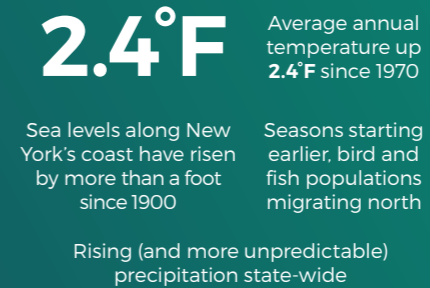 2.4°F
Average annual
temperature up
2.4°F since 1970
Sea levels along New
York's coast have risen
by more than a foot
since 1900
Seasons starting
earlier, bird and
fish populations
migrating north
Rising (and more unpredictable)
precipitation state-wide